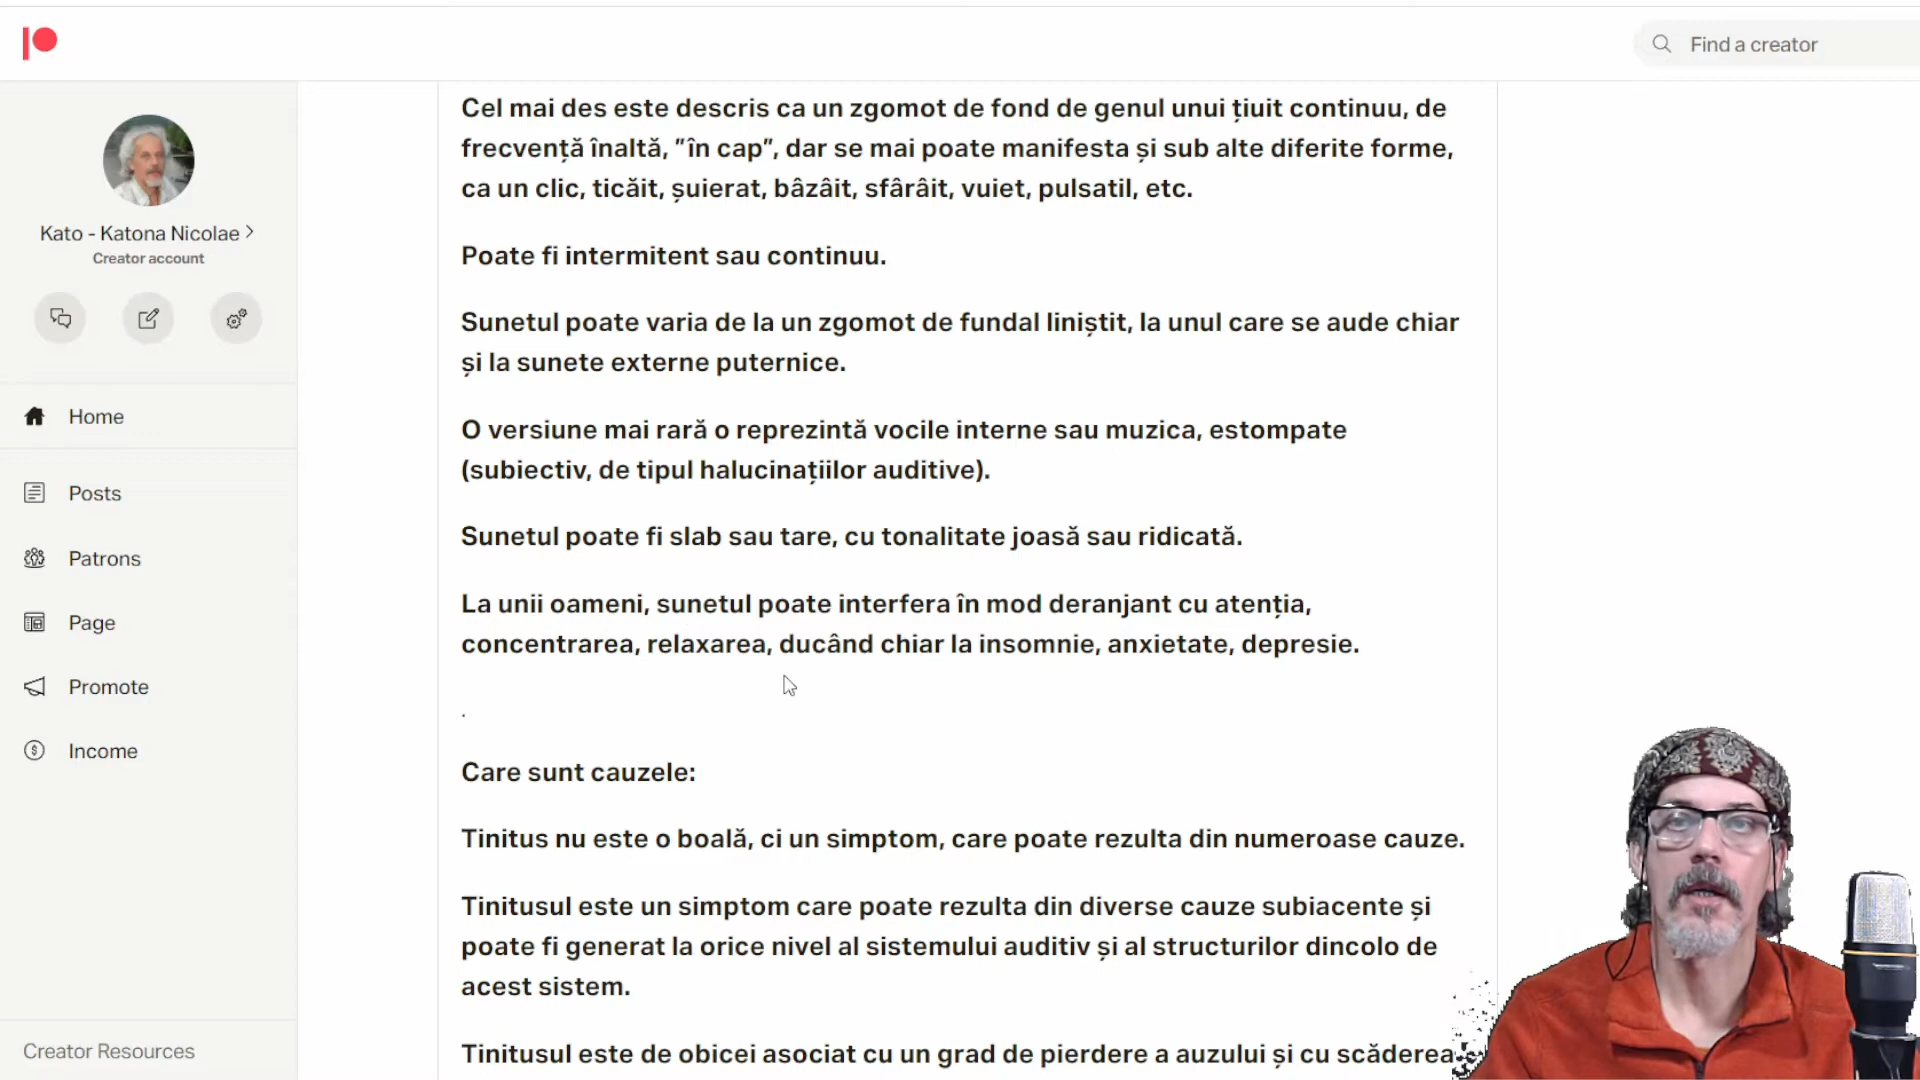 Find a creator
Kato - Katona Nicolae
Creator account
Home
Posts
Patrons
Page
Promote
Income
Creator Resources
Cel mai des este descris ca un zgomot de fond de genul unui țiuit continuu, de
frecvență înaltă, ”în cap”, dar se mai poate manifesta și sub alte diferite forme,
ca un clic, ticăit, șuierat, bâzâit, sfârâit, vuiet, pulsatil, etc.
Poate fi intermitent sau continuu.
Sunetul poate varia de la un zgomot de fundal liniștit, la unul care se aude chiar
și la sunete externe puternice.
O versiune mai rară o reprezintă vocile interne sau muzica, estompate
(subiectiv, de tipul halucinațiilor auditive).
Sunetul poate fi slab sau tare, cu tonalitate joasă sau ridicată.
La unii oameni, sunetul poate interfera în mod deranjant cu atenția,
concentrarea, relaxarea, ducând chiar la insomnie, anxietate, depresie.
.
Care sunt cauzele:
Tinitus nu este o boală, ci un simptom, care poate rezulta din numeroase cauze.
Tinitusul este un simptom care poate rezulta din diverse cauze subiacente și
poate fi generat la orice nivel al sistemului auditiv și al structurilor dincolo de
acest sistem.
Tinitusul este de obicei asociat cu un grad de pierdere a auzului și cu scăderea